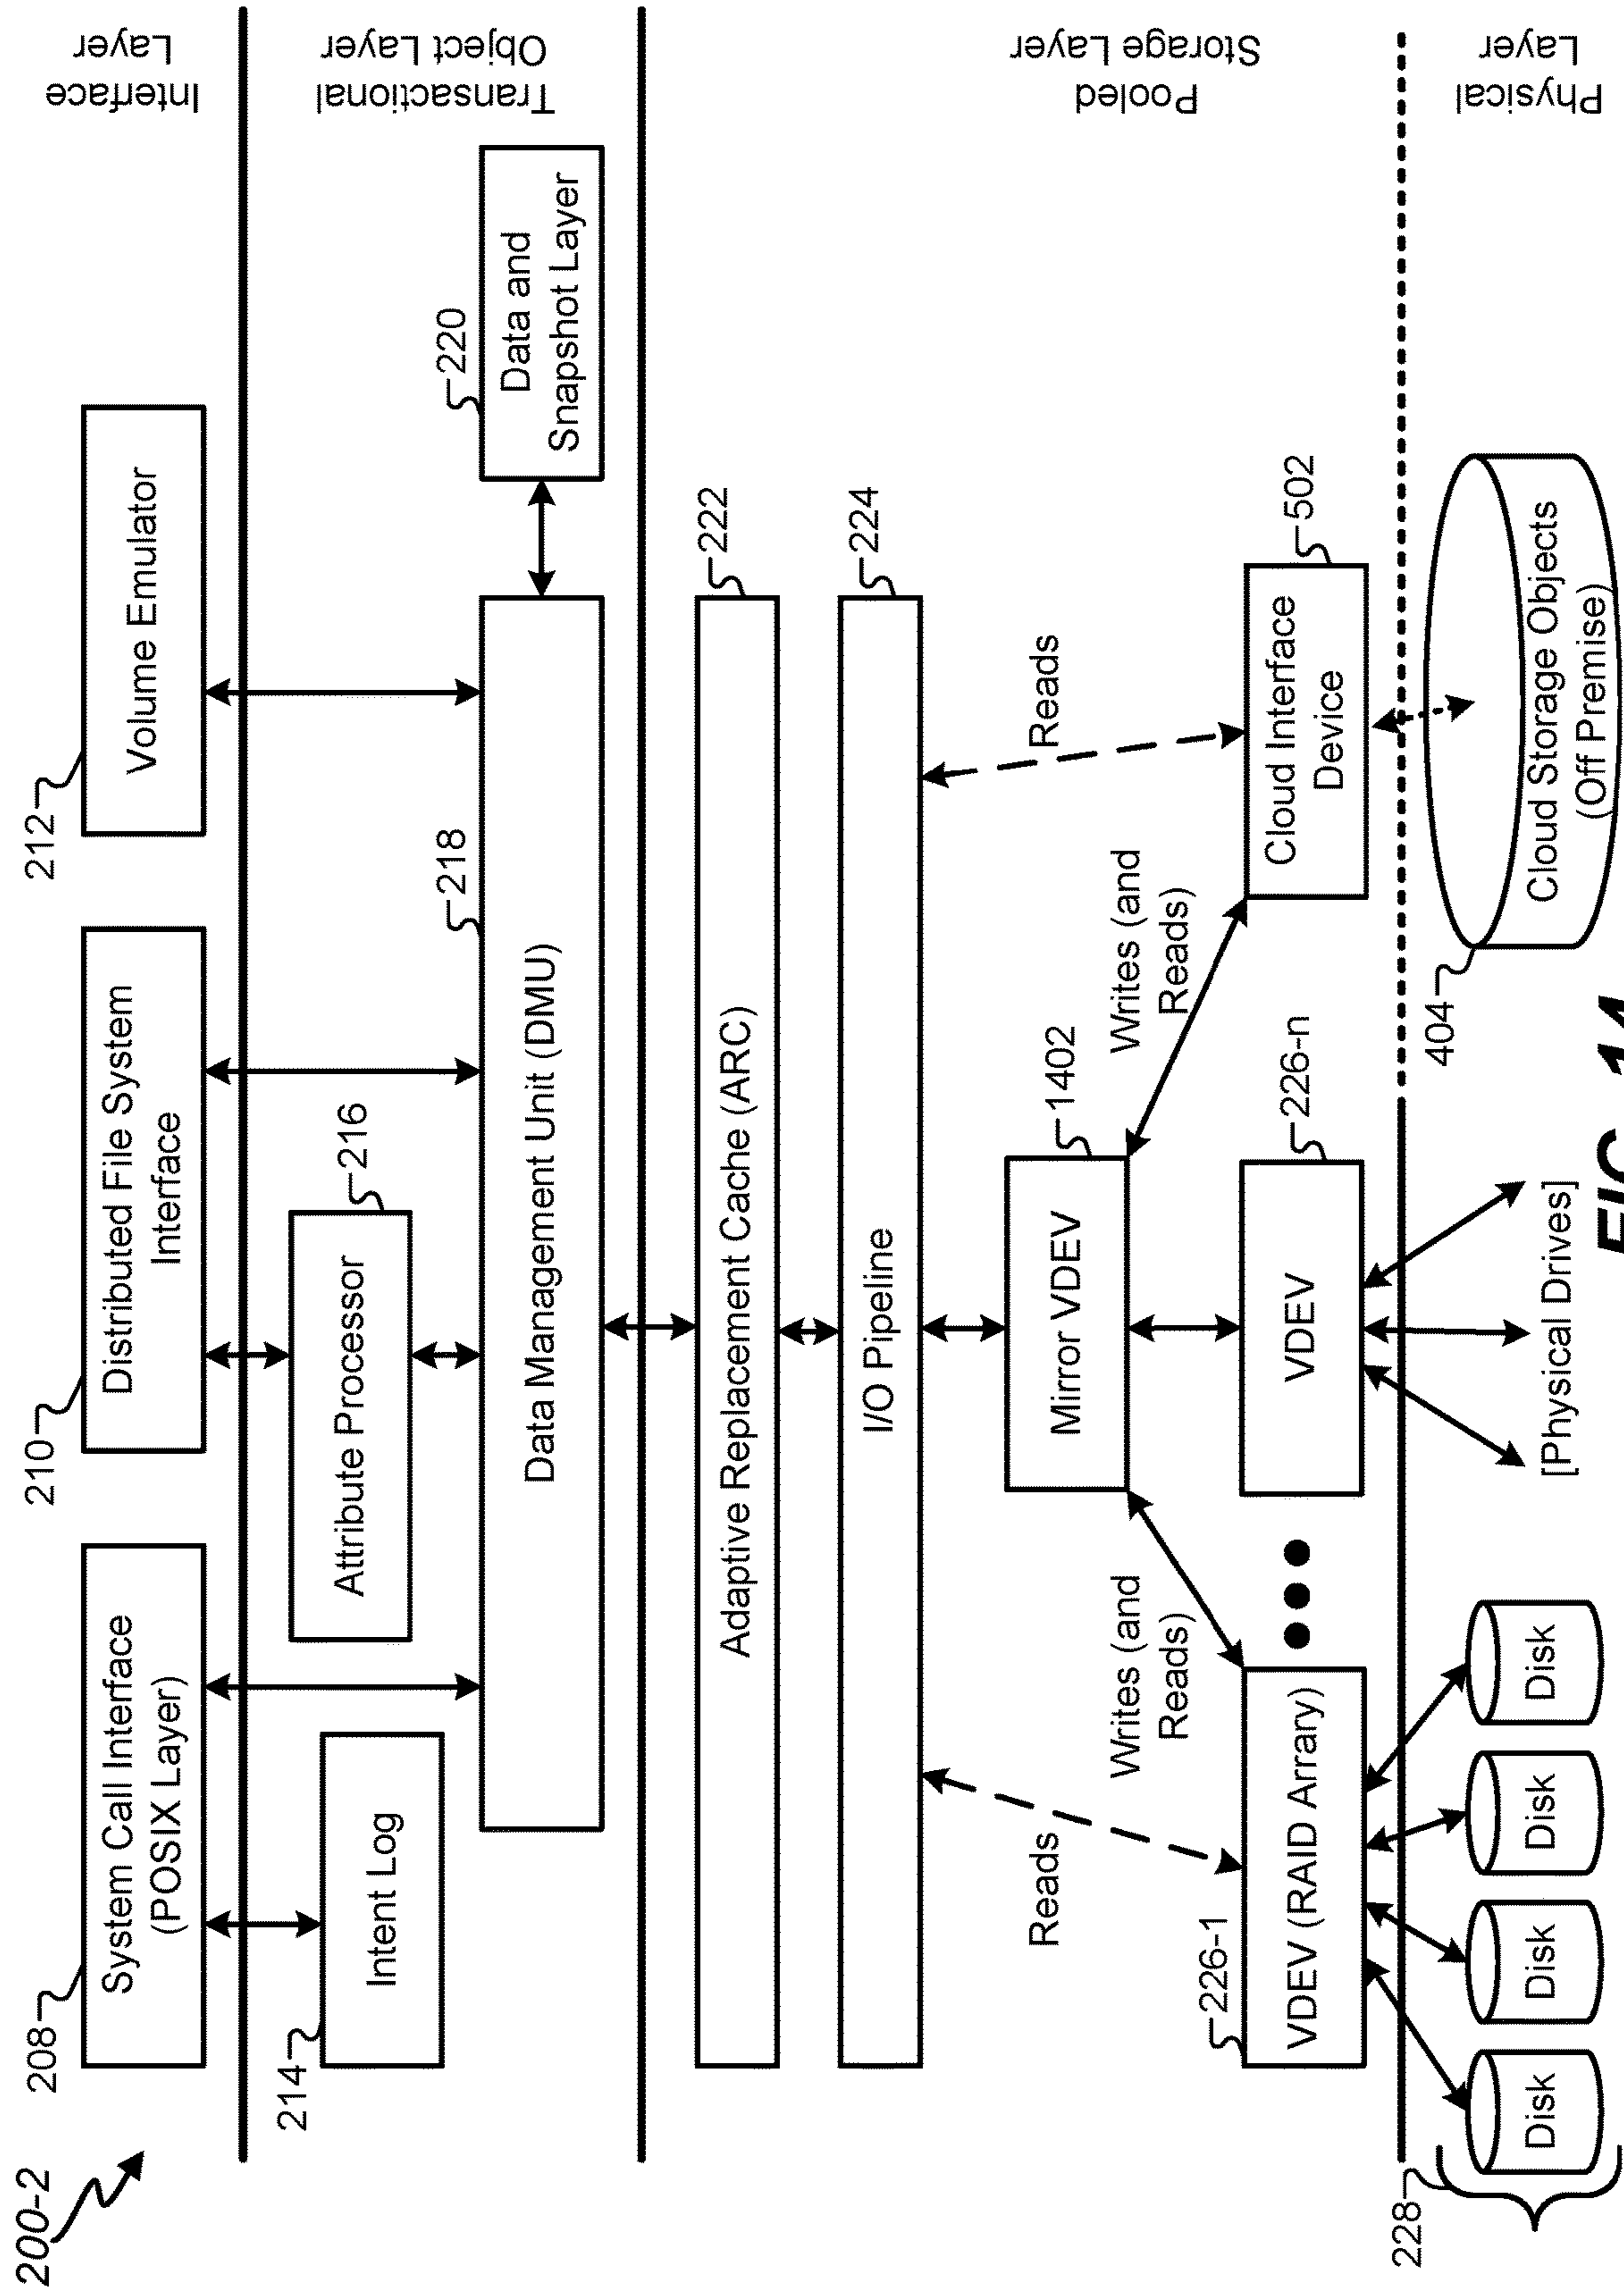 200-2
208
System Call Interface
(POSIX Layer)
210
Distributed File System
Interface
212
Volume Emulator
Interface
Layer
214
Intent Log
Attribute Processor
216
218
Data Management Unit (DMU)
220
Data and
Snapshot Layer
Transactional
Object Layer
Adaptive Replacement Cache (ARC)
222
I/O Pipeline
224
Reads
Writes (and
Reads)
Mirror VDEV
1402
Writes (and
Reads)
Reads
226-1
VDEV (RAID Arrary)
VDEV
226-n
Cloud Interface
Device
502
Pooled
Storage Layer
228
Disk
Disk
Disk
Disk
[Physical Drives]
404
Cloud Storage Objects
(Off Premise)
Physical
Layer
FIG. 14